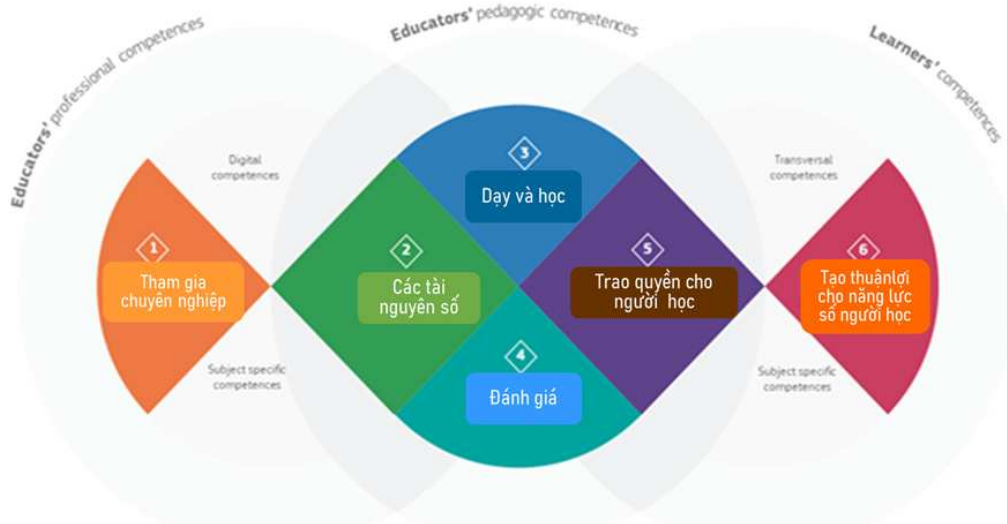 Educators' professional competences
Educators' pedagogic competences
Learners' competences
Digital
competences
Transversal
competences
3
Dạy và học
1
Tham gia
chuyên nghiệp
2
Các tài
nguyên số
5
Trao quyền cho
người học
6
Tạo thuậnlợi
cho năng lực
số người học
Subject specific
competences
4
Đánh giá
Subject specific
competences